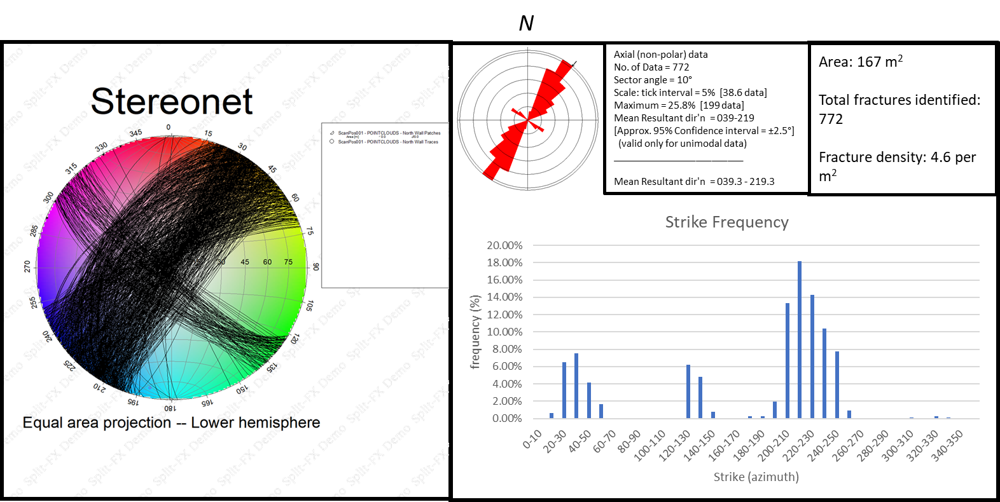 N
Stereonet
0
15
30
45
60
75
90
105
120
135
150
165
180
195
210
225
240
255
270
285
300
315
330
345
30 45 60 75
ScanPos001 - POINTCLOUDS - North Wall Patches
ScanPos001 - POINTCLOUDS - North Wall Traces
Equal area projection -- Lower hemisphere
Split-FX Demo
Axial (non-polar) data
No. of Data = 772
Sector angle = 10°
Scale: tick interval = 5% [38.6 data]
Maximum = 25.8% [199 data]
Mean Resultant dir'n = 039-219
[Approx. 95% Confidence interval = ±2.5°]
(valid only for unimodal data)
Mean Resultant dir'n = 039.3 - 219.3
Area: 167 m²
Total fractures identified:
772
Fracture density: 4.6 per
m²
Strike Frequency
frequency (%)
20.00%
18.00%
16.00%
14.00%
12.00%
10.00%
8.00%
6.00%
4.00%
2.00%
0.00%
0-10
20-30
40-50
60-70
80-90
100-110
120-130
140-150
160-170
180-190
200-210
220-230
240-250
260-270
280-290
300-310
320-330
340-350
Strike (azimuth)